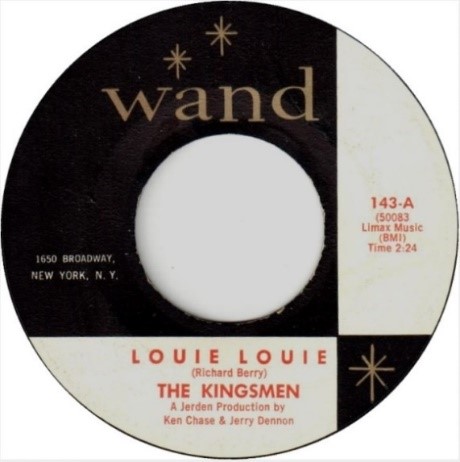 wand
143-A
(50083
Limax Music
(BMI)
Time 2:24
1650 BROADWAY,
NEW YORK, N. Y.
LOUIE LOUIE
(Richard Berry)
THE KINGSMEN
A Jerden Production by
Ken Chase & Jerry Dennon